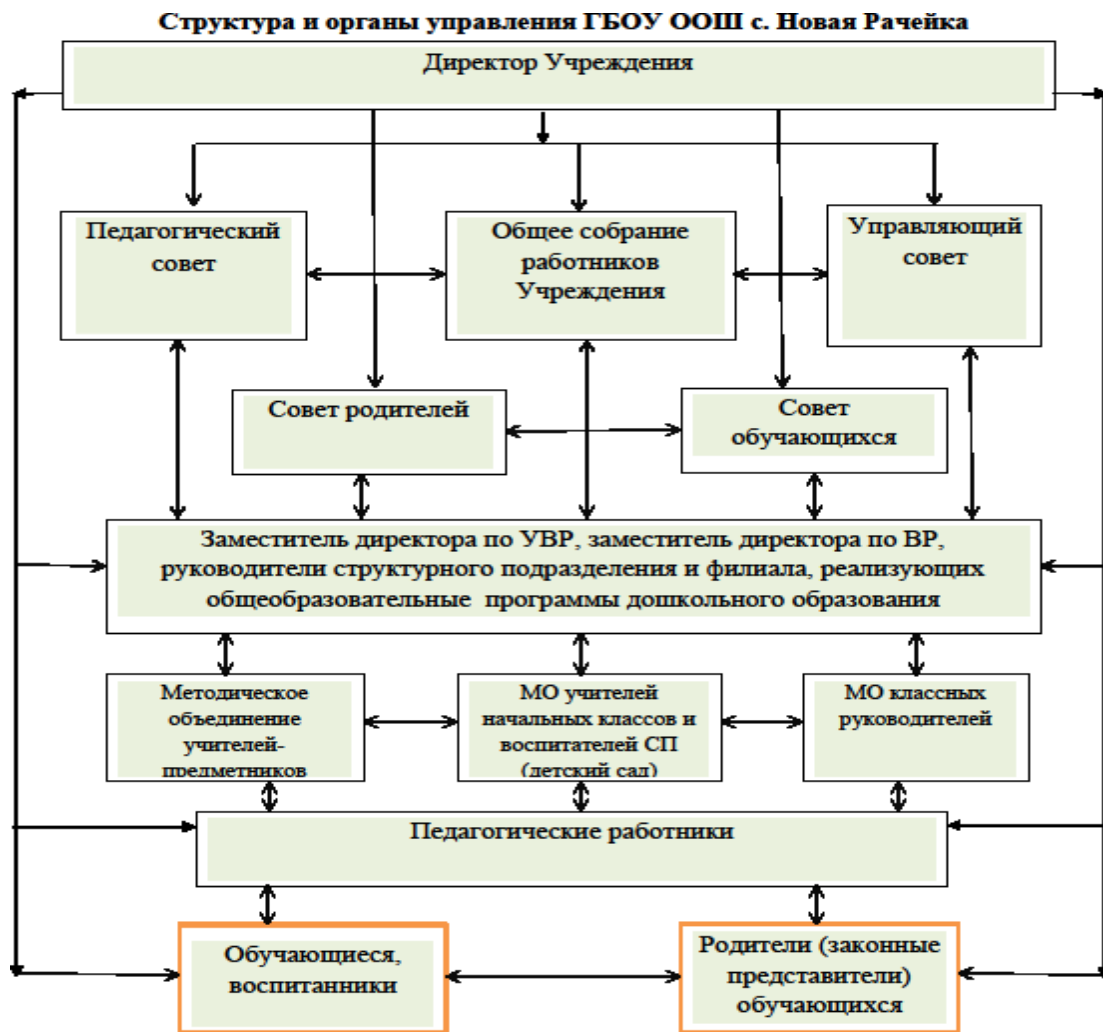 Структура и органы управления ГБОУ ООШ с. Новая Рачейка
Директор Учреждения
Педагогический
совет
Общее собрание
работников
Учреждения
Управляющий
совет
Совет родителей
Совет
обучающихся
Заместитель директора по УВР, заместитель директора по ВР,
руководители структурного подразделения и филиала, реализующих
общеобразовательные программы дошкольного образования
Методическое
объединение
учителей-
предметников
МО учителей
начальных классов и
воспитателей СП
(детский сад)
МО классных
руководителей
Педагогические работники
Обучающиеся,
воспитанники
Родители (законные
представители)
обучающихся